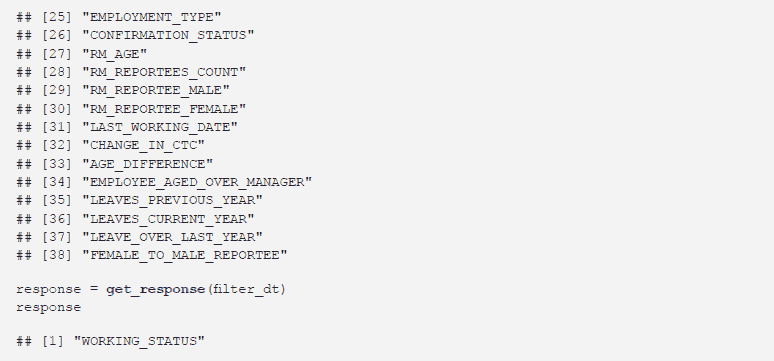 ## [25] "EMPLOYMENT_TYPE"
## [26] "CONFIRMATION_STATUS"
## [27] "RM_AGE"
## [28] "RM_REPORTEES_COUNT"
## [29] "RM_REPORTEE_MALE"
## [30] "RM_REPORTEE_FEMALE"
## [31] "LAST_WORKING_DATE"
## [32] "CHANGE_IN_CTC"
## [33] "AGE_DIFFERENCE"
## [34] "EMPLOYEE_AGED_OVER_MANAGER"
## [35] "LEAVES_PREVIOUS_YEAR"
## [36] "LEAVES_CURRENT_YEAR"
## [37] "LEAVE_OVER_LAST_YEAR"
## [38] "FEMALE_TO_MALE_REPORTEE"
response = get_response(filter_dt)
response
## [1] "WORKING_STATUS"